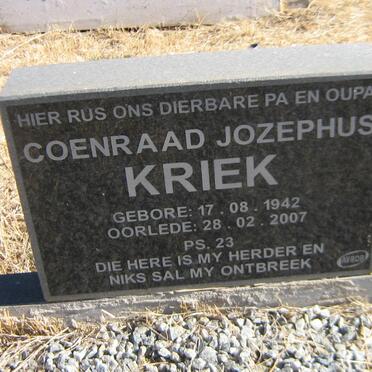 HIER RUS ONS DIERBARE PA EN OUPA
COENRAAD JOZEPHUS
KRIEK
GEBORE: 17 . 08 . 1942
OORLEDE: 28 . 02 . 2007
PS. 23
DIE HERE IS MY HERDER EN
NIKS SAL MY ONTBREEK